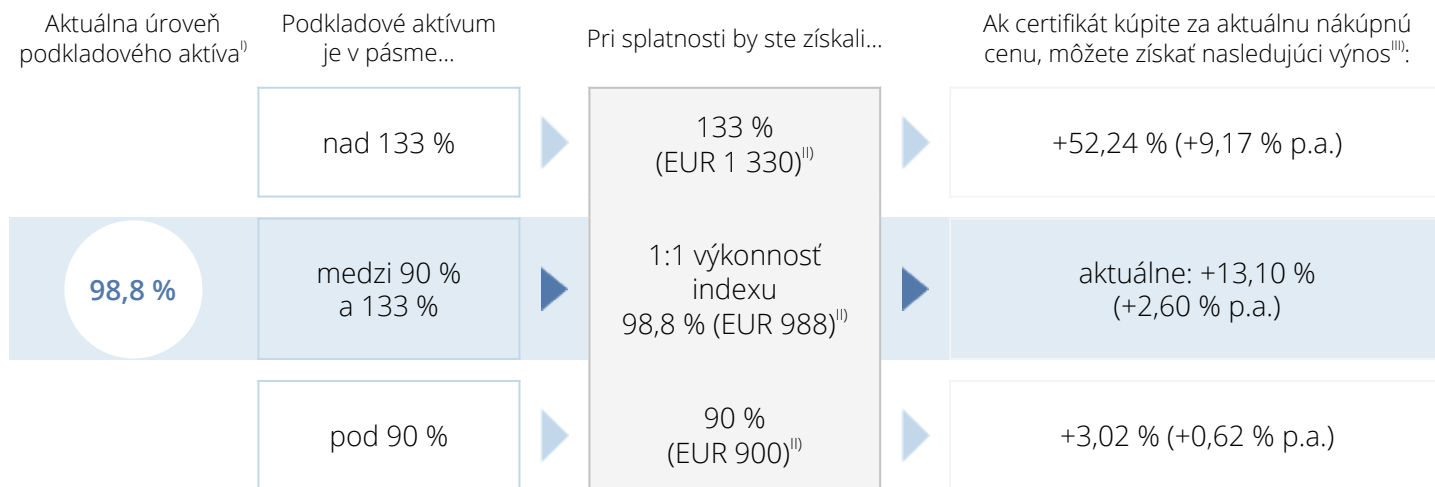 Aktuálna úroveň
podkladového aktíva I)
Podkladové aktívum
je v pásme...
Pri splatnosti by ste získali...
Ak certifikát kúpite za aktuálnu nákúpnú
cenu, môžete získať nasledujúci výnos III):
nad 133 %
133 %
(EUR 1 330) II)
+52,24 % (+9,17 % p.a.)
98,8 %
medzi 90 %
a 133 %
1:1 výkonnosť
indexu
98,8 % (EUR 988) II)
aktuálne: +13,10 %
(+2,60 % p.a.)
pod 90 %
90 %
(EUR 900) II)
+3,02 % (+0,62 % p.a.)